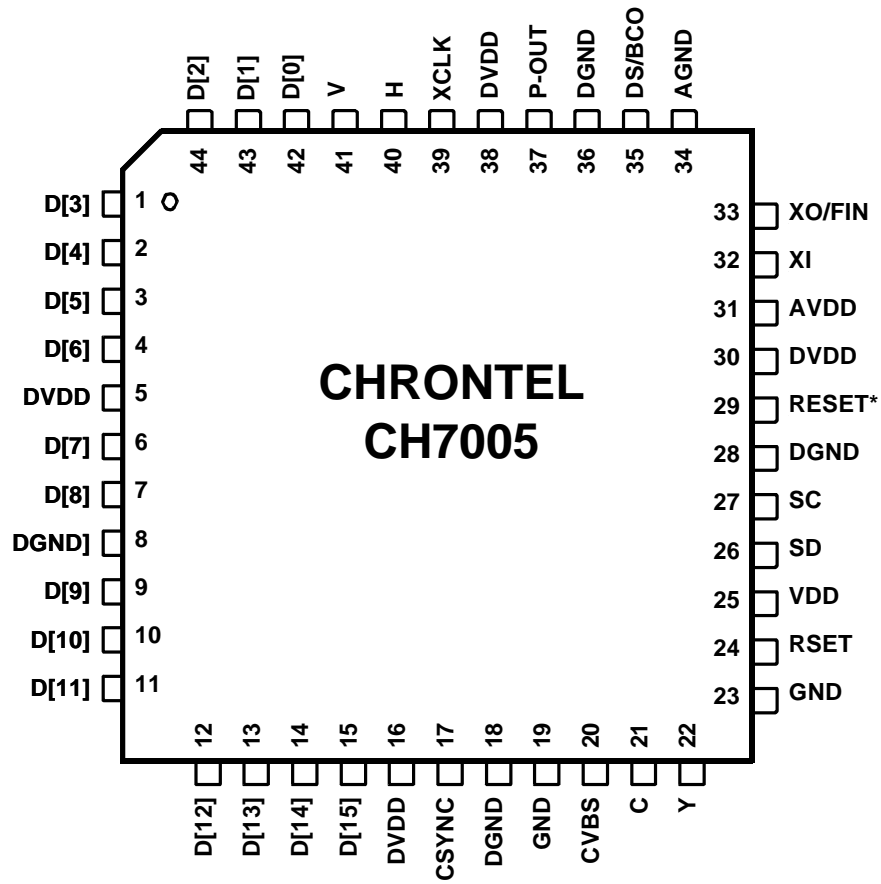 D[2] D[1] D[0] V H XCLK DVDD P-OUT DGND DS/BCO AGND
44 43 42 41 40 39 38 37 36 35 34
D[3] 1
D[4] 2
D[5] 3
D[6] 4
DVDD 5
D[7] 6
D[8] 7
DGND] 8
D[9] 9
D[10] 10
D[11] 11
CHRONTEL
CH7005
33 XO/FIN
32 XI
31 AVDD
30 DVDD
29 RESET*
28 DGND
27 SC
26 SD
25 VDD
24 RSET
23 GND
12 13 14 15 16 17 18 19 20 21 22
D[12] D[13] D[14] D[15] DVDD CSYNC DGND GND CVBS C Y